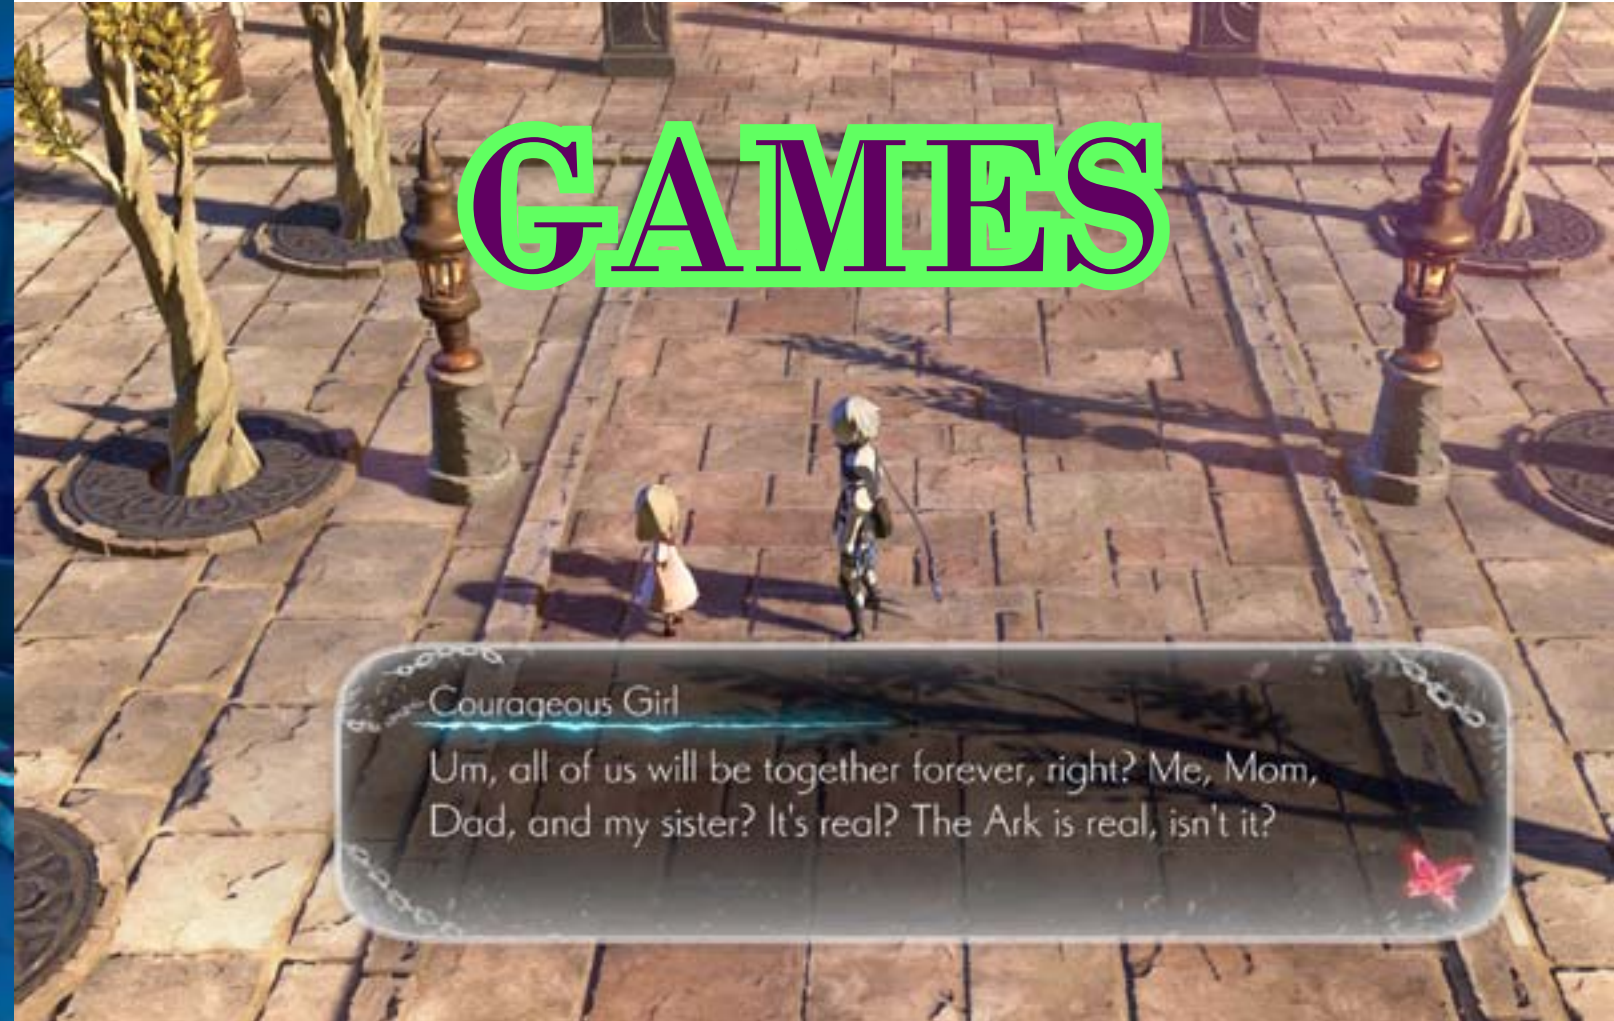 GAMES
Courageous Girl
Um, all of us will be together forever, right? Me, Mom,
Dad, and my sister? It's real? The Ark is real, isn't it?